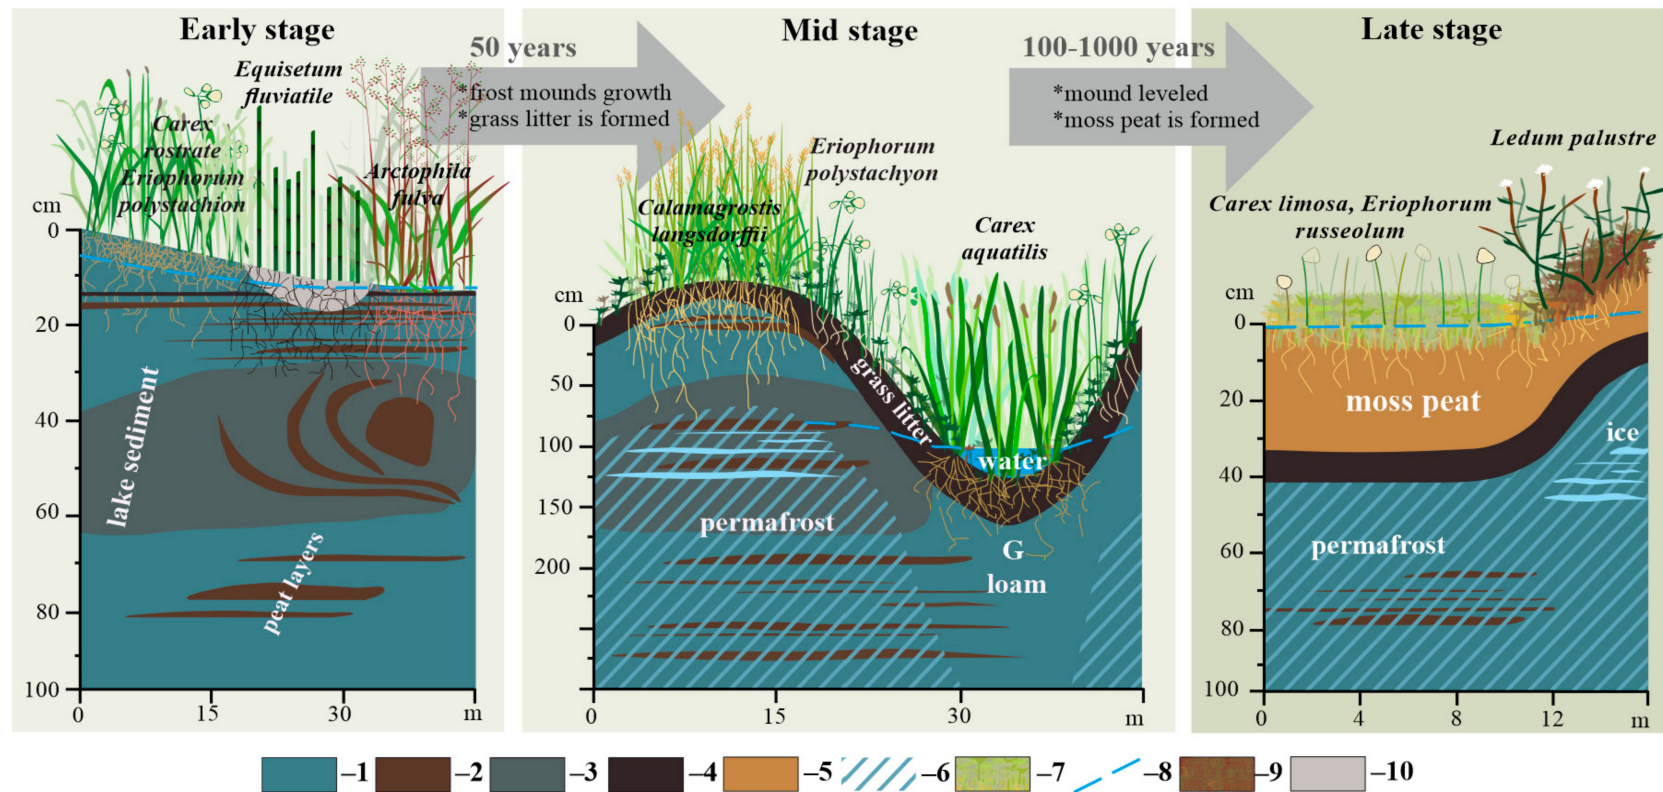 Early stage
50 years
*frost mounds growth
*grass litter is formed
Mid stage
100-1000 years
*mound leveled
*moss peat is formed
Late stage
Equisetum
fluviatile
Carex
rostrate
Eriophorum
polystachion
Arctophila
fulva
cm
0
20
40
60
80
100
lake sediment
peat layers
0
15
30
m
Calamagrostis
langsdorffii
Eriophorum
polystachyon
Carex
aquatilis
cm
0
50
100
150
200
grass litter
water
permafrost
G
loam
0
15
30
m
Ledum palustre
Carex limosa, Eriophorum
russeolum
cm
0
20
40
60
80
100
moss peat
ice
permafrost
0
4
8
12
m
–1
–2
–3
–4
–5
–6
–7
–8
–9
–10